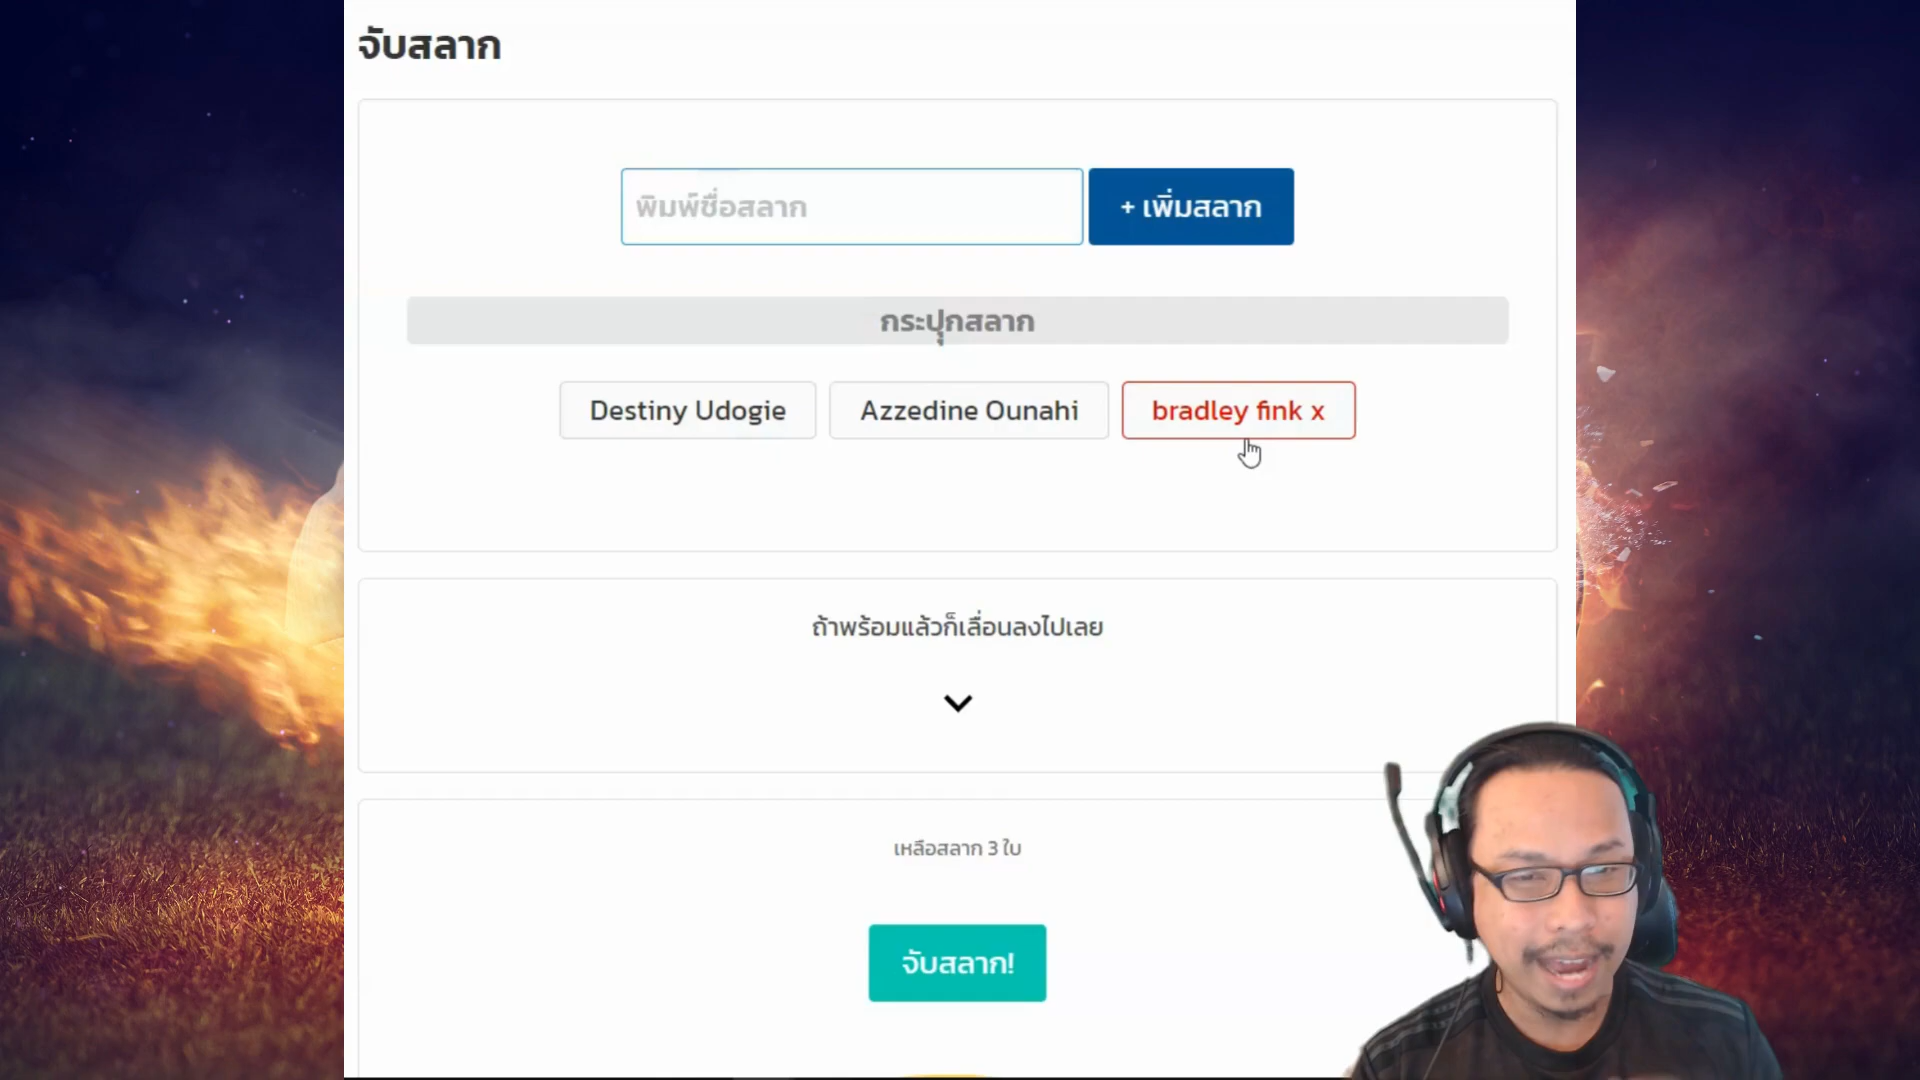 จับสลาก
พิมพ์ชื่อสลาก
+ เพิ่มสลาก
กระปุกสลาก
Destiny Udogie
Azzedine Ounahi
bradley fink x
ถ้าพร้อมแล้วก็เลื่อนลงไปเลย
เหลือสลาก 3 ใบ
จับสลาก!